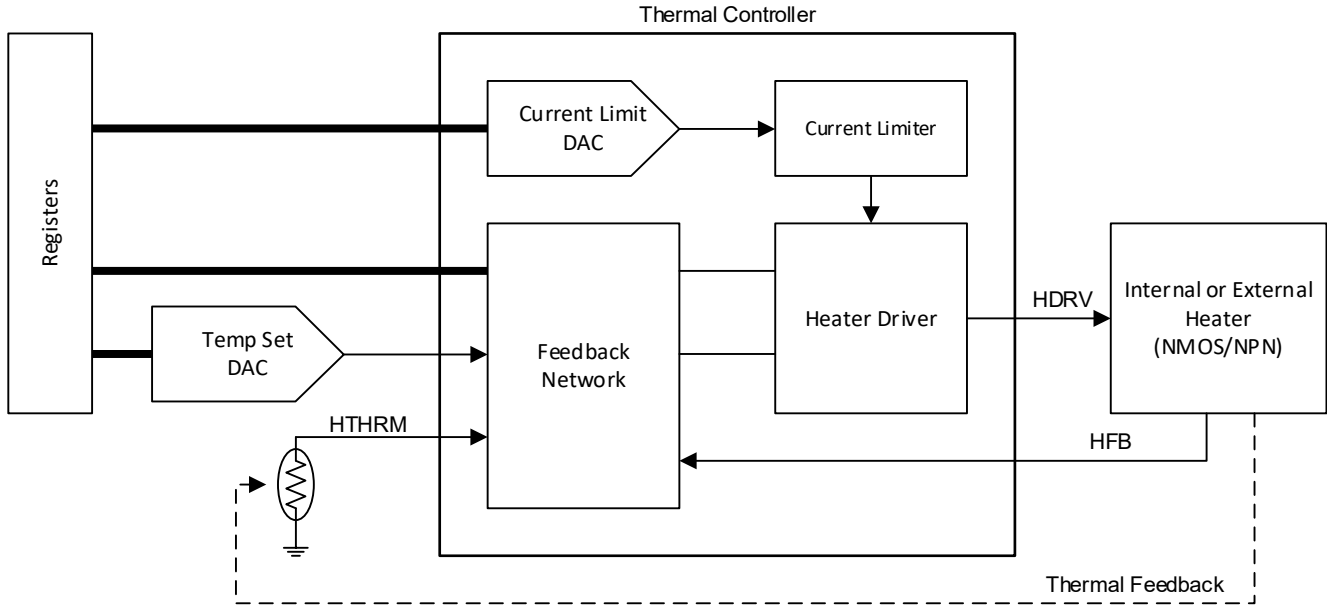 Thermal Controller
Registers
Current Limit
DAC
Current Limiter
Temp Set
DAC
Feedback
Network
Heater Driver
HDRV
Internal or External
Heater
(NMOS/NPN)
HTHRM
HFB
Thermal Feedback